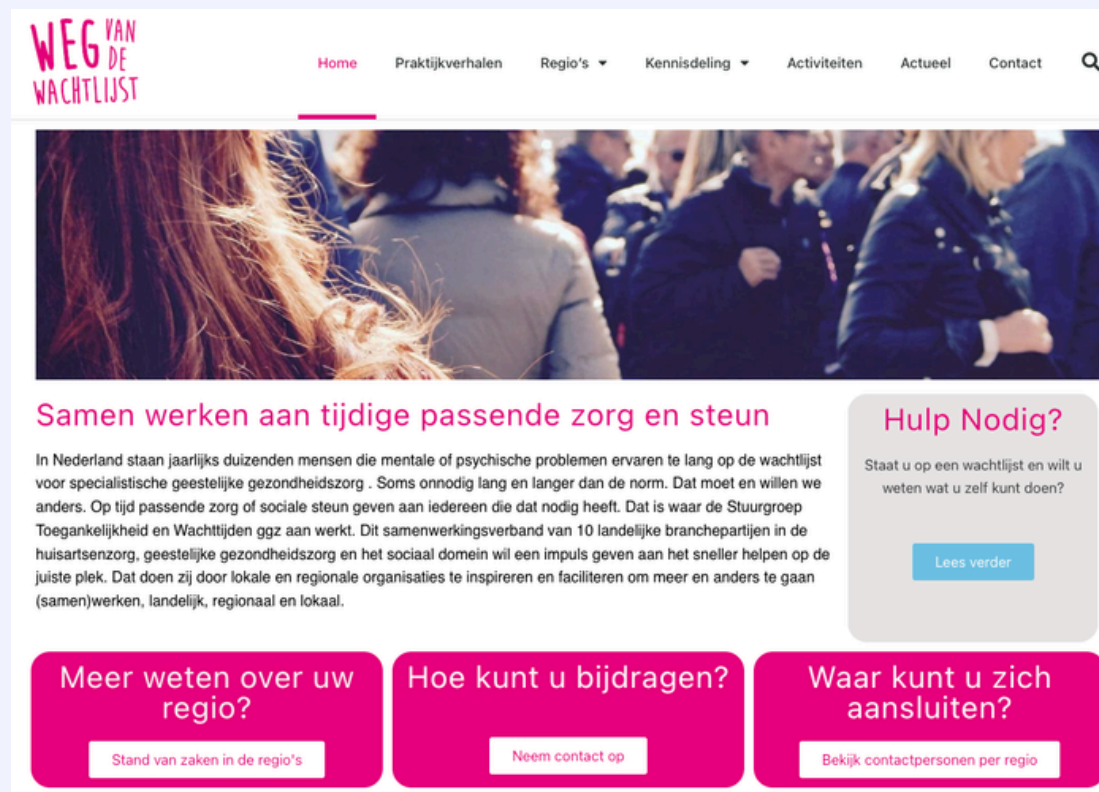 WEG VAN
DE
WACHTLIJST
Home Praktijkverhalen Regio's Kennisdeling Activiteiten Actueel Contact
Samen werken aan tijdige passende zorg en steun
In Nederland staan jaarlijks duizenden mensen die mentale of psychische problemen ervaren te lang op de wachtlijst
voor specialistische geestelijke gezondheidszorg . Soms onnodig lang en langer dan de norm. Dat moet en willen we
anders. Op tijd passende zorg of sociale steun geven aan iedereen die dat nodig heeft. Dat is waar de Stuurgroep
Toegankelijkheid en Wachttijden ggz aan werkt. Dit samenwerkingsverband van 10 landelijke branchepartijen in de
huisartsenzorg, geestelijke gezondheidszorg en het sociaal domein wil een impuls geven aan het sneller helpen op de
juiste plek. Dat doen zij door lokale en regionale organisaties te inspireren en faciliteren om meer en anders te gaan
(samen)werken, landelijk, regionaal en lokaal.
Hulp Nodig?
Staat u op een wachtlijst en wilt u
weten wat u zelf kunt doen?
Lees verder
Meer weten over uw
regio?
Stand van zaken in de regio's
Hoe kunt u bijdragen?
Neem contact op
Waar kunt u zich
aansluiten?
Bekijk contactpersonen per regio